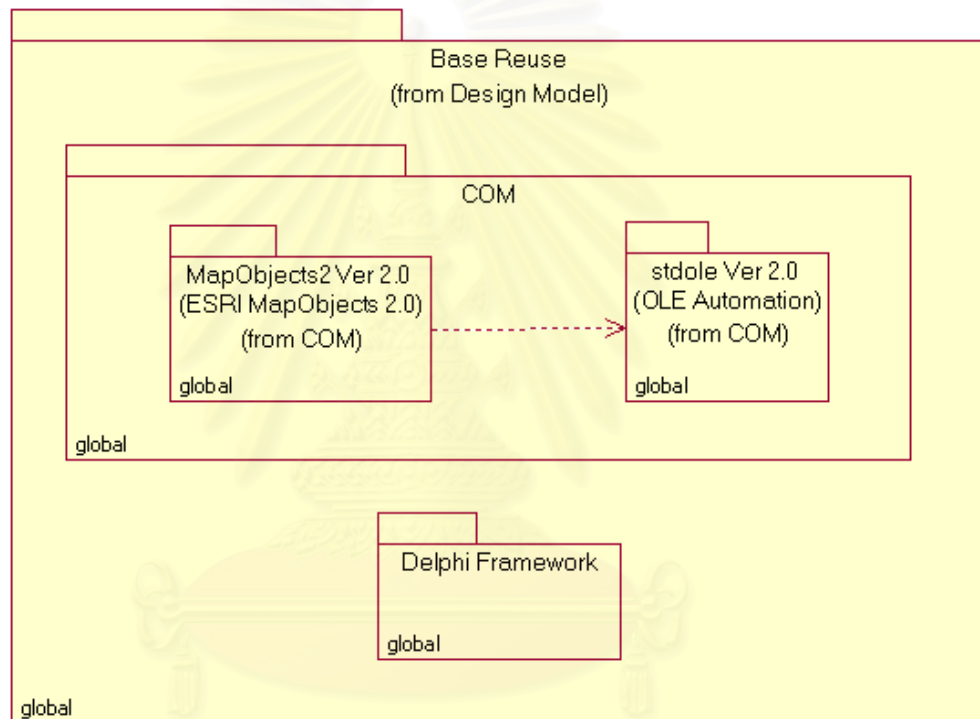 Base Reuse
(from Design Model)
COM
MapObjects2 Ver 2.0
(ESRI MapObjects 2.0)
(from COM)
global
stdole Ver 2.0
(OLE Automation)
(from COM)
global
global
Delphi Framework
global
global